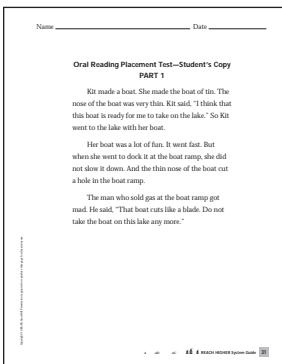 Name Date
Oral Reading Placement Test—Student's Copy
PART 1
Kit made a boat. She made the boat of tin. The
nose of the boat was very thin. Kit said, "I think that
this boat is ready for me to take on the lake." So Kit
went to the lake with her boat.
Her boat was a lot of fun. It went fast. But
when she went to dock it at the boat ramp, she did
not slow it down. And the thin nose of the boat cut
a hole in the boat ramp.
The man who sold gas at the boat ramp got
mad. He said, "That boat cuts like a blade. Do not
take the boat on this lake any more."
REACH HIGHER System Guide 31